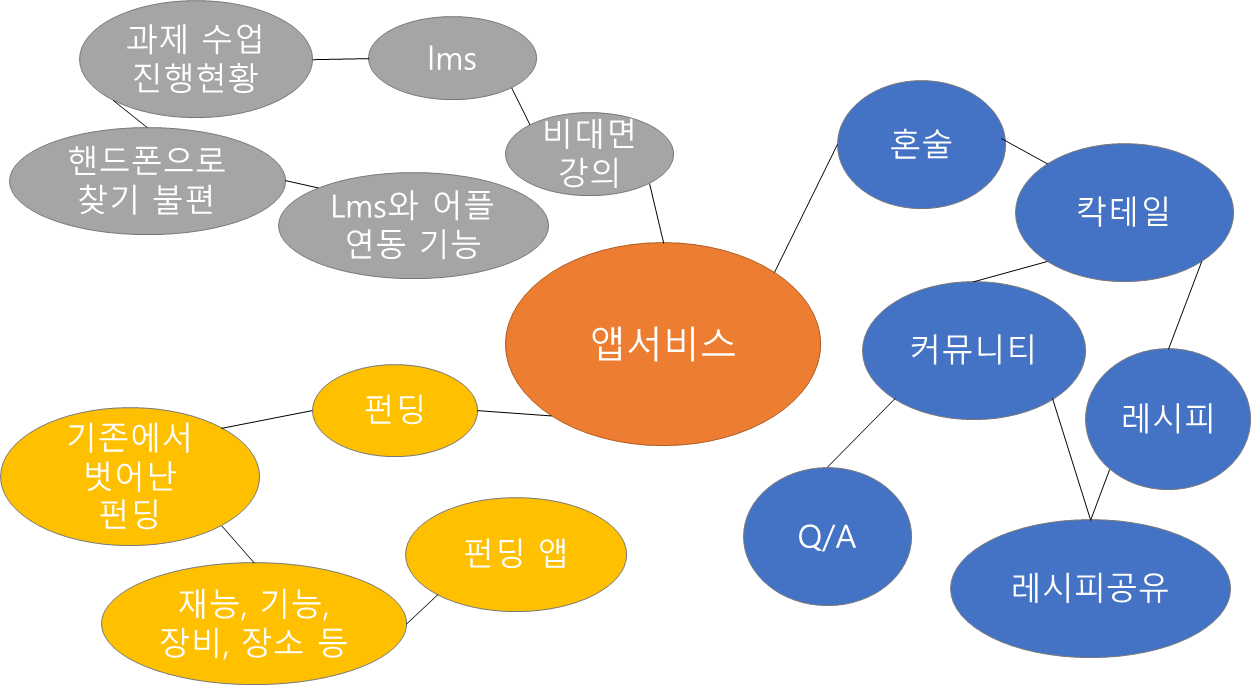 과제 수업
진행현황
lms
비대면
강의
핸드폰으로
찾기 불편
Lms와 어플
연동 기능
혼술
칵테일
앱서비스
커뮤니티
레시피
펀딩
기존에서
벗어난
펀딩
펀딩 앱
Q/A
재능, 기능,
장비, 장소 등
레시피공유